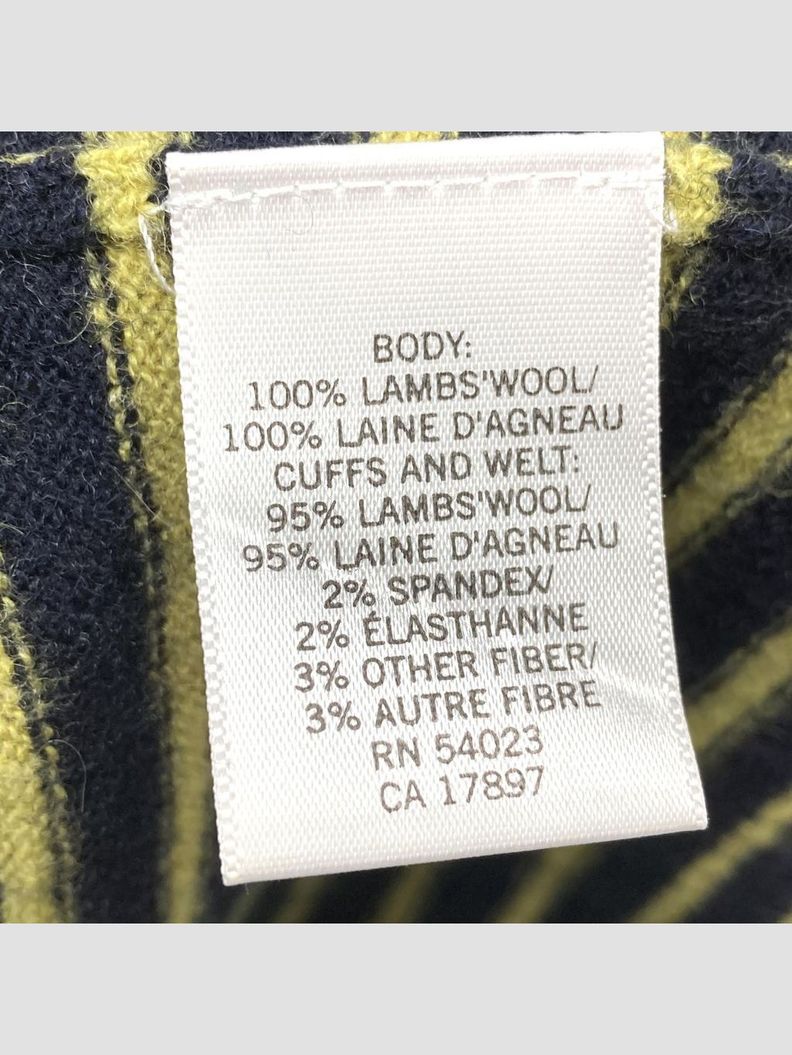 BODY:
100% LAMBS'WOOL/
100% LAINE D'AGNEAU
CUFFS AND WELT:
95% LAMBS'WOOL/
95% LAINE D'AGNEAU
2% SPANDEX/
2% ÉLASTHANNE
3% OTHER FIBER/
3% AUTRE FIBRE
RN 54023
CA 17897